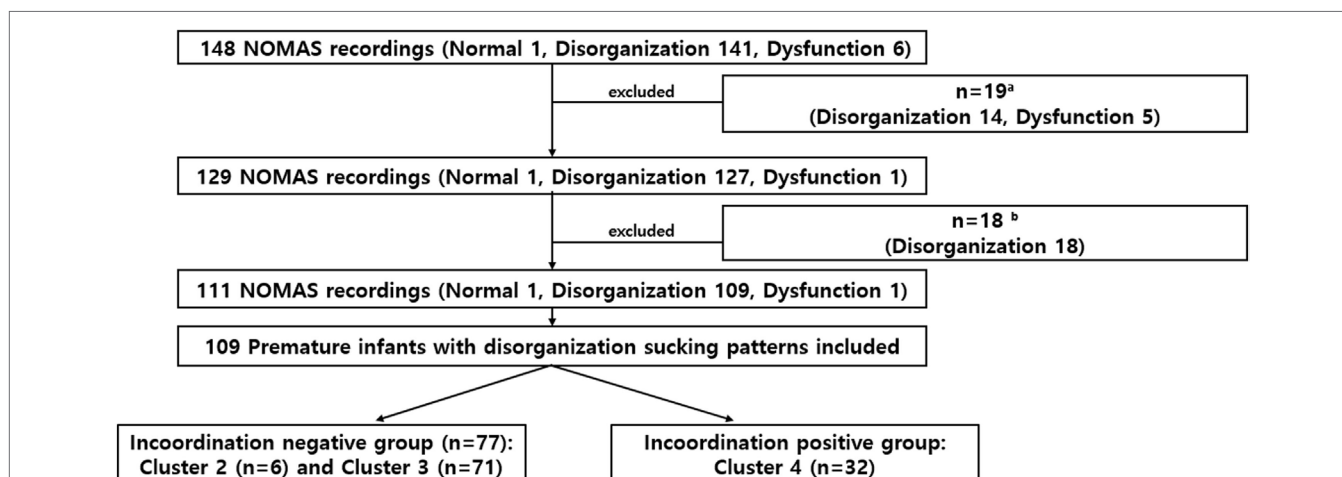 148 NOMAS recordings (Normal 1, Disorganization 141, Dysfunction 6)
excluded
n=19ᵃ
(Disorganization 14, Dysfunction 5)
129 NOMAS recordings (Normal 1, Disorganization 127, Dysfunction 1)
excluded
n=18 ᵇ
(Disorganization 18)
111 NOMAS recordings (Normal 1, Disorganization 109, Dysfunction 1)
109 Premature infants with disorganization sucking patterns included
Incoordination negative group (n=77):
Cluster 2 (n=6) and Cluster 3 (n=71)
Incoordination positive group:
Cluster 4 (n=32)